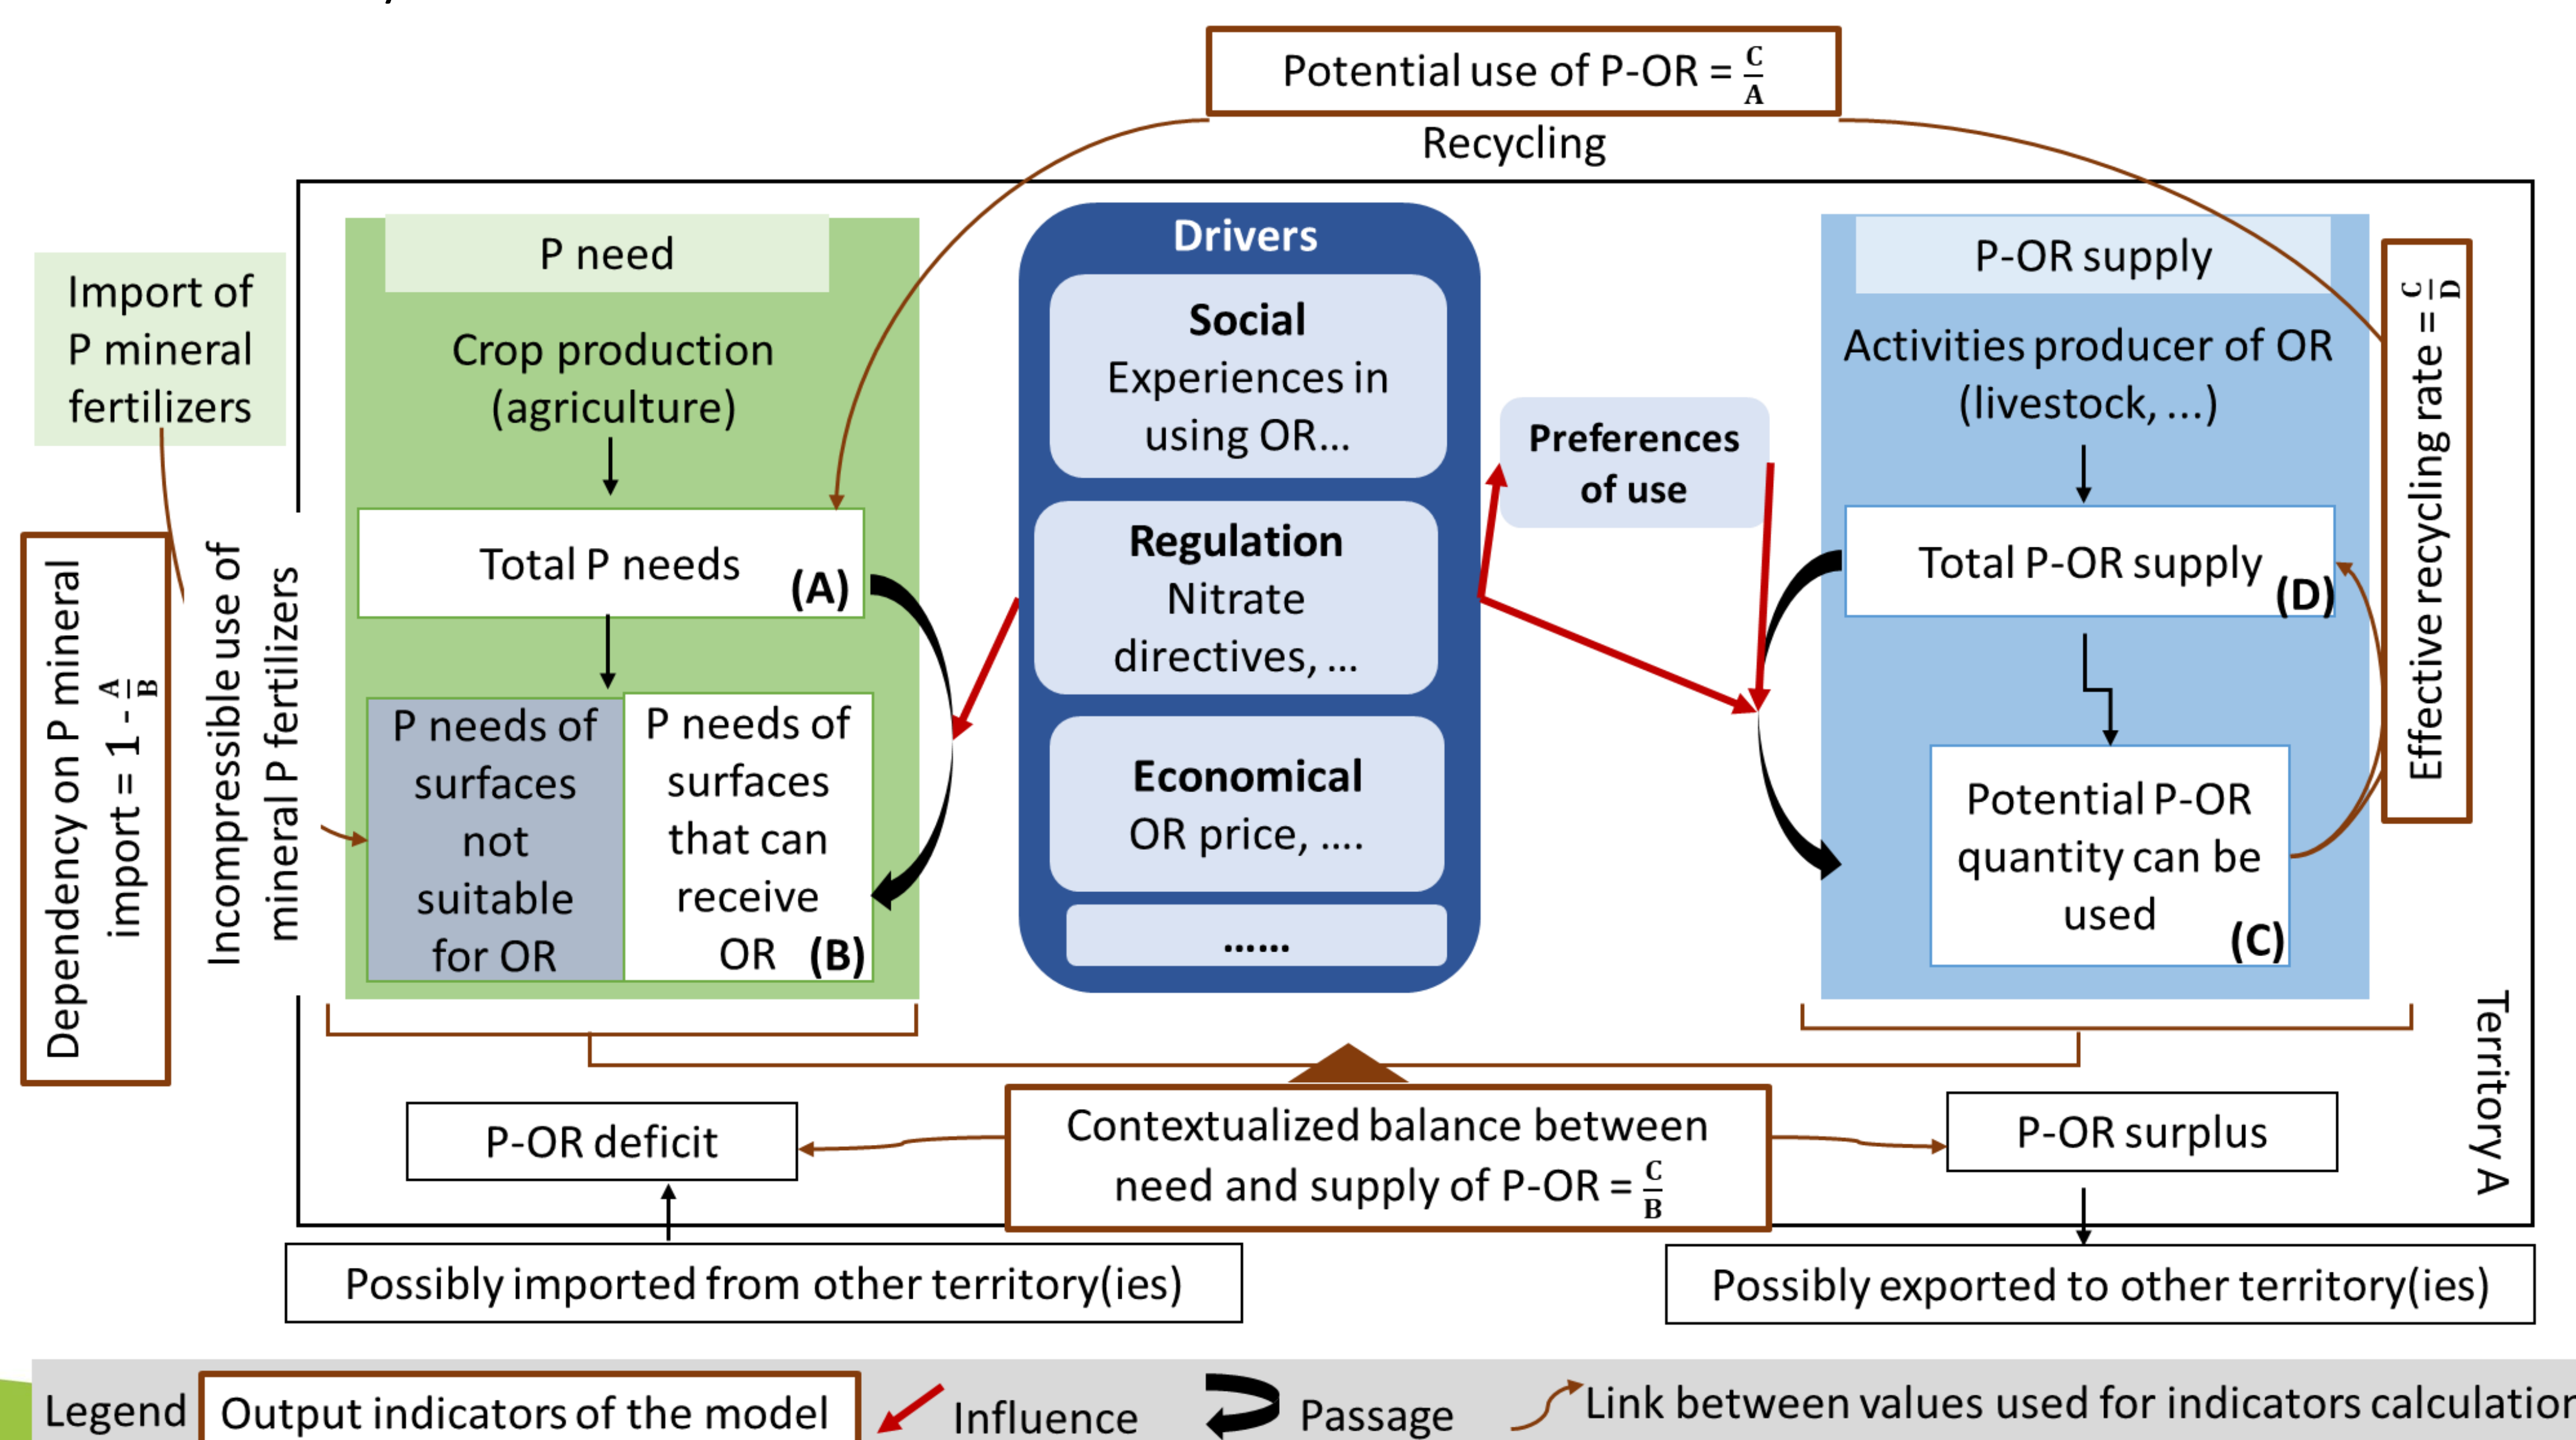 Potential use of P-OR = C/A
Recycling
Import of
P mineral
fertilizers
Dependency on P mineral
import = 1 - A/B
Incompressible use of
mineral P fertilizers
P need
Crop production
(agriculture)
Total P needs
(A)
P needs of
surfaces
not
suitable
for OR
P needs of
surfaces
that can
receive
OR (B)
Drivers
Social
Experiences in
using OR...
Regulation
Nitrate
directives, ...
Economical
OR price, ....
......
Preferences
of use
P-OR supply
Activities producer of OR
(livestock, ...)
Total P-OR supply
(D)
Potential P-OR
quantity can be
used
(C)
Effective recycling rate = C/D
Territory A
P-OR deficit
Contextualized balance between
need and supply of P-OR = C/B
P-OR surplus
Possibly imported from other territory(ies)
Possibly exported to other territory(ies)
Legend
Output indicators of the model
Influence
Passage
Link between values used for indicators calculation